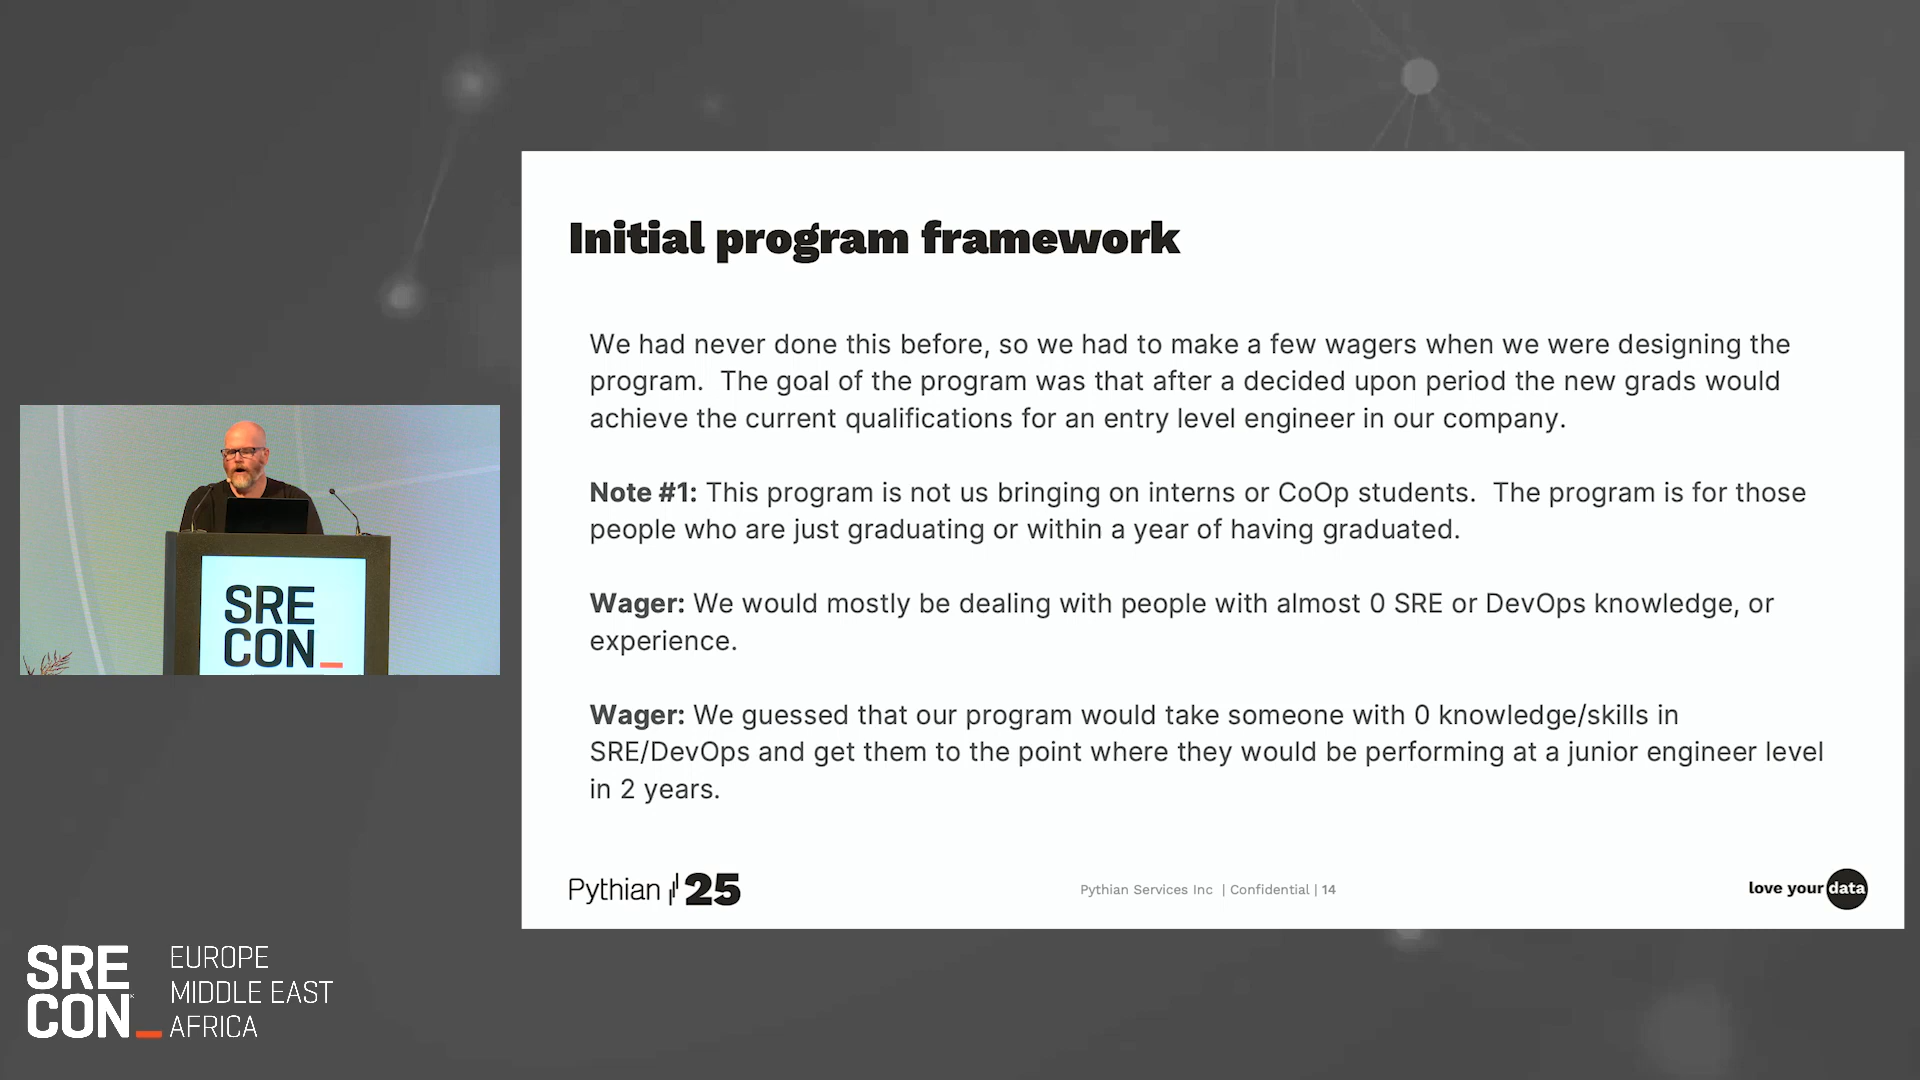 Initial program framework
We had never done this before, so we had to make a few wagers when we were designing the
program.  The goal of the program was that after a decided upon period the new grads would
achieve the current qualifications for an entry level engineer in our company.
Note #1: This program is not us bringing on interns or CoOp students.  The program is for those
people who are just graduating or within a year of having graduated.
Wager: We would mostly be dealing with people with almost 0 SRE or DevOps knowledge, or
experience.
Wager: We guessed that our program would take someone with 0 knowledge/skills in
SRE/DevOps and get them to the point where they would be performing at a junior engineer level
in 2 years.
Pythian 25
Pythian Services Inc | Confidential | 14
love your data
SRE
CON_
SRE
CON_
EUROPE
MIDDLE EAST
AFRICA